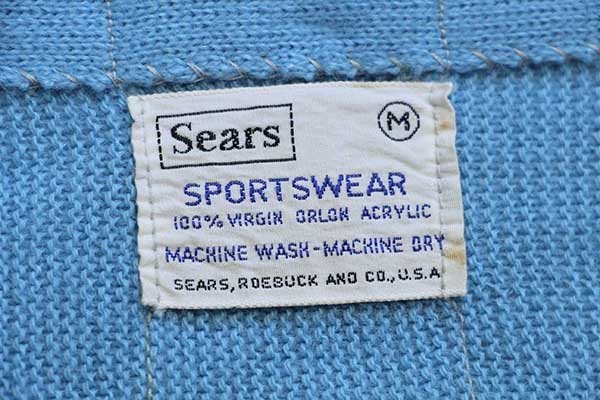 Sears M
SPORTSWEAR
100% VIRGIN ORLON ACRYLIC
MACHINE WASH-MACHINE DRY
SEARS, ROEBUCK AND CO., U.S.A